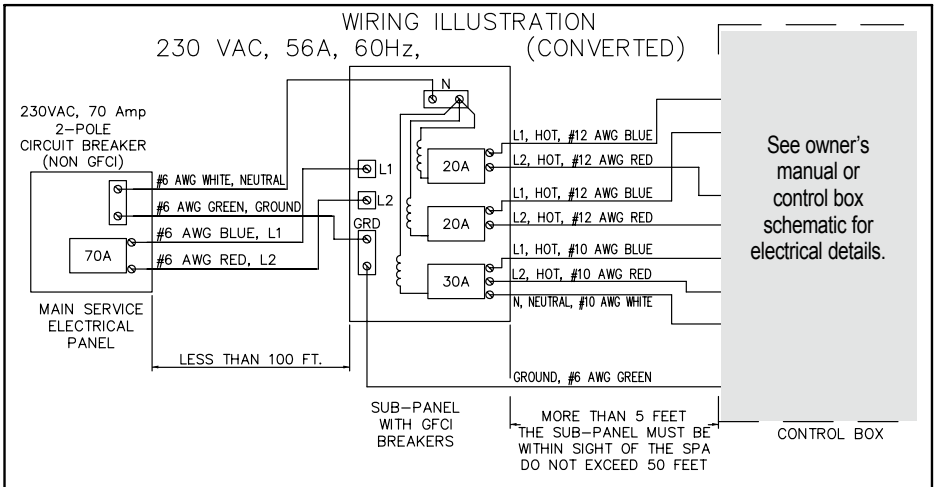 WIRING ILLUSTRATION
230 VAC, 56A, 60Hz, (CONVERTED)
230VAC, 70 Amp
2-POLE
CIRCUIT BREAKER
(NON GFCI)
#6 AWG WHITE, NEUTRAL
#6 AWG GREEN, GROUND
#6 AWG BLUE, L1
#6 AWG RED, L2
70A
MAIN SERVICE
ELECTRICAL
PANEL
LESS THAN 100 FT.
N
L1
L2
GRD
20A
20A
30A
SUB-PANEL
WITH GFCI
BREAKERS
L1, HOT, #12 AWG BLUE
L2, HOT, #12 AWG RED
L1, HOT, #12 AWG BLUE
L2, HOT, #12 AWG RED
L1, HOT, #10 AWG BLUE
L2, HOT, #10 AWG RED
N, NEUTRAL, #10 AWG WHITE
GROUND, #6 AWG GREEN
MORE THAN 5 FEET
THE SUB-PANEL MUST BE
WITHIN SIGHT OF THE SPA
DO NOT EXCEED 50 FEET
See owner's
manual or
control box
schematic for
electrical details.
CONTROL BOX